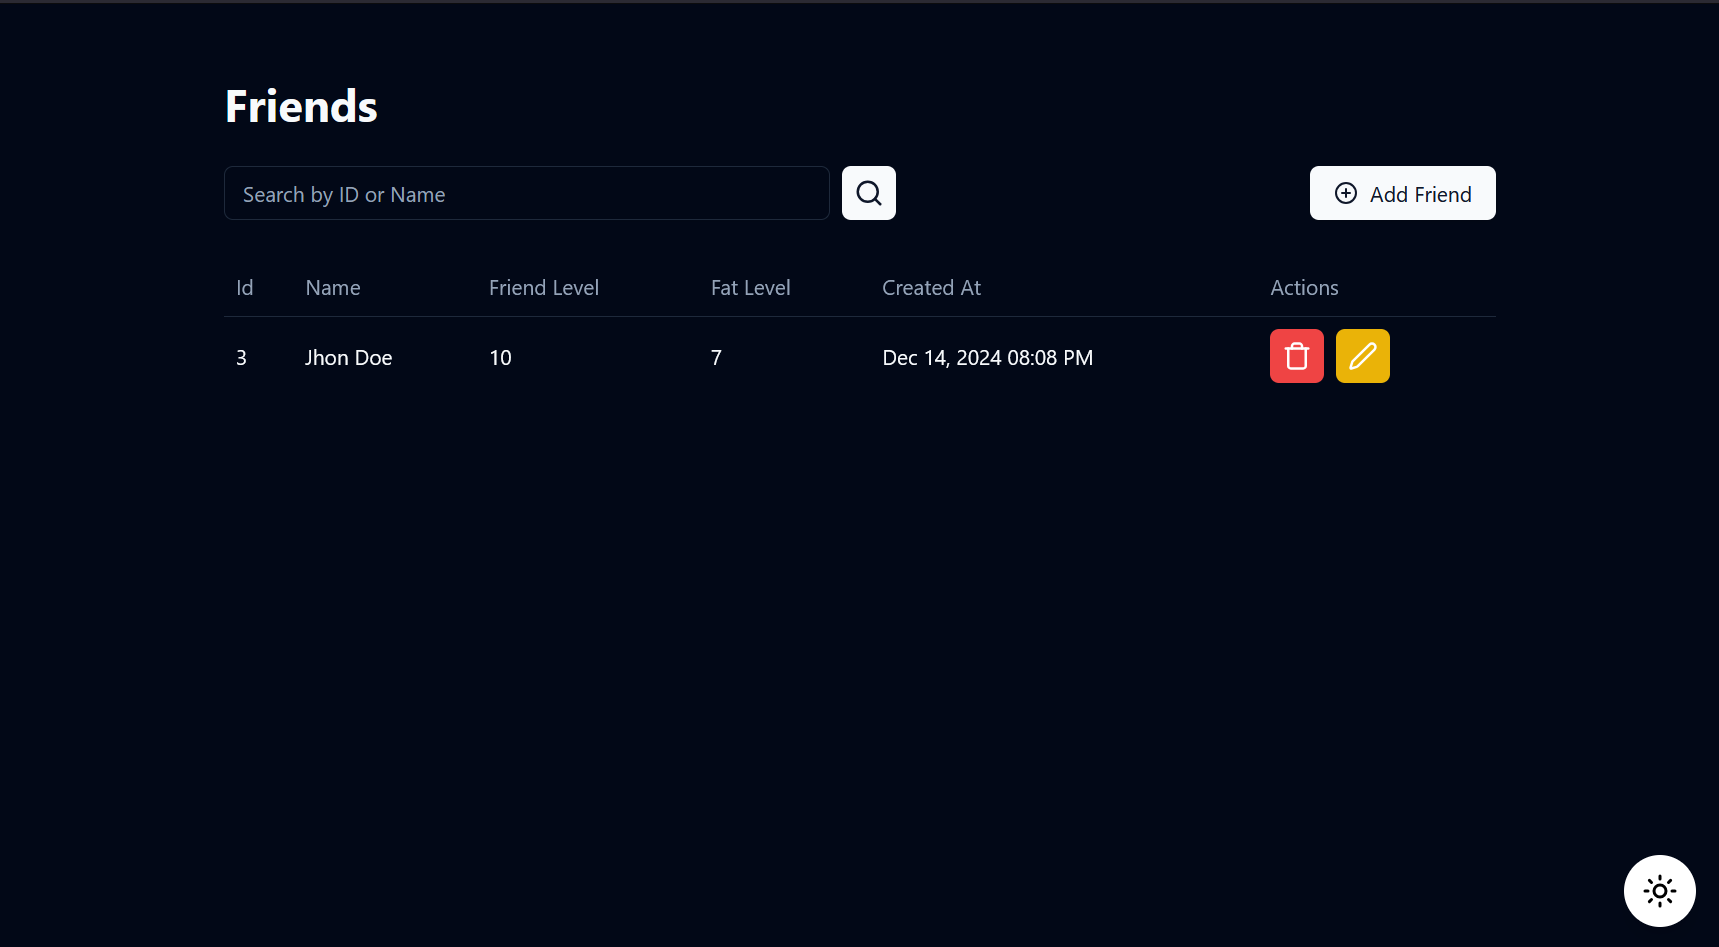 Friends
Search by ID or Name
Add Friend
Id Name Friend Level Fat Level Created At Actions
3 Jhon Doe 10 7 Dec 14, 2024 08:08 PM